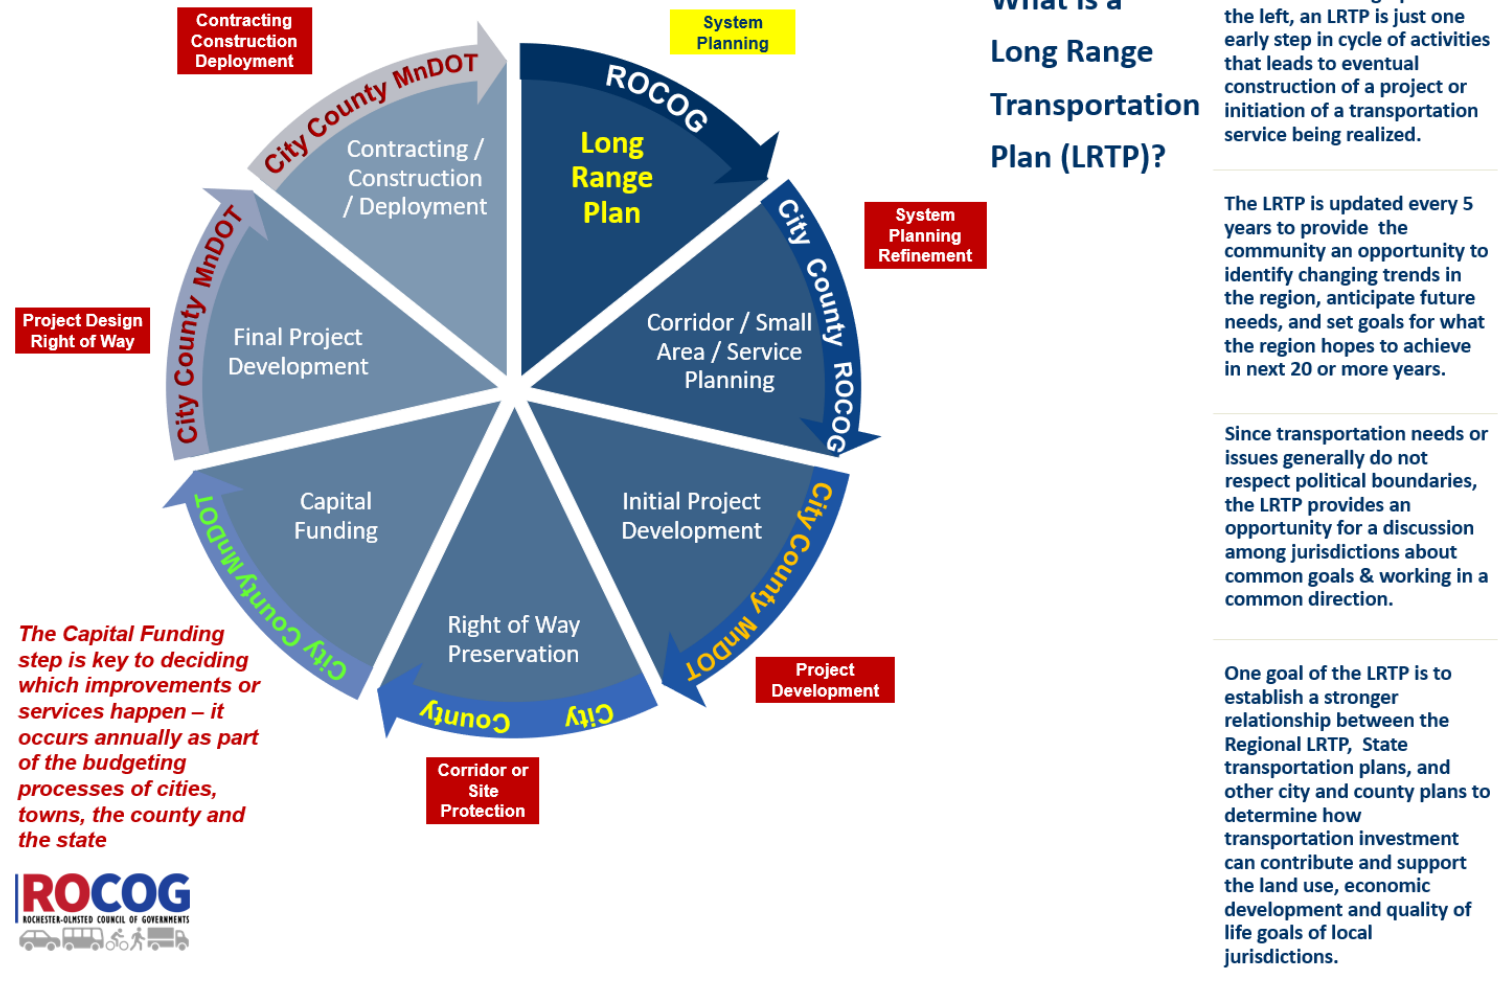 Contracting
Construction
Deployment
System
Planning
City County MnDOT
ROCOG
Contracting /
Construction
/ Deployment
Long
Range
Plan
City County ROCOG
System
Planning
Refinement
Corridor / Small
Area / Service
Planning
City County MnDOT
Project Design
Right of Way
Final Project
Development
Capital
Funding
Initial Project
Development
City County MnDOT
City County MnDOT
Right of Way
Preservation
City County
Project
Development
Corridor or
Site
Protection
The Capital Funding
step is key to deciding
which improvements or
services happen – it
occurs annually as part
of the budgeting
processes of cities,
towns, the county and
the state
ROCOG
ROCHESTER-OLMSTED COUNCIL OF GOVERNMENTS
What is a
Long Range
Transportation
Plan (LRTP)?
the left, an LRTP is just one
early step in cycle of activities
that leads to eventual
construction of a project or
initiation of a transportation
service being realized.
The LRTP is updated every 5
years to provide the
community an opportunity to
identify changing trends in
the region, anticipate future
needs, and set goals for what
the region hopes to achieve
in next 20 or more years.
Since transportation needs or
issues generally do not
respect political boundaries,
the LRTP provides an
opportunity for a discussion
among jurisdictions about
common goals & working in a
common direction.
One goal of the LRTP is to
establish a stronger
relationship between the
Regional LRTP, State
transportation plans, and
other city and county plans to
determine how
transportation investment
can contribute and support
the land use, economic
development and quality of
life goals of local
jurisdictions.